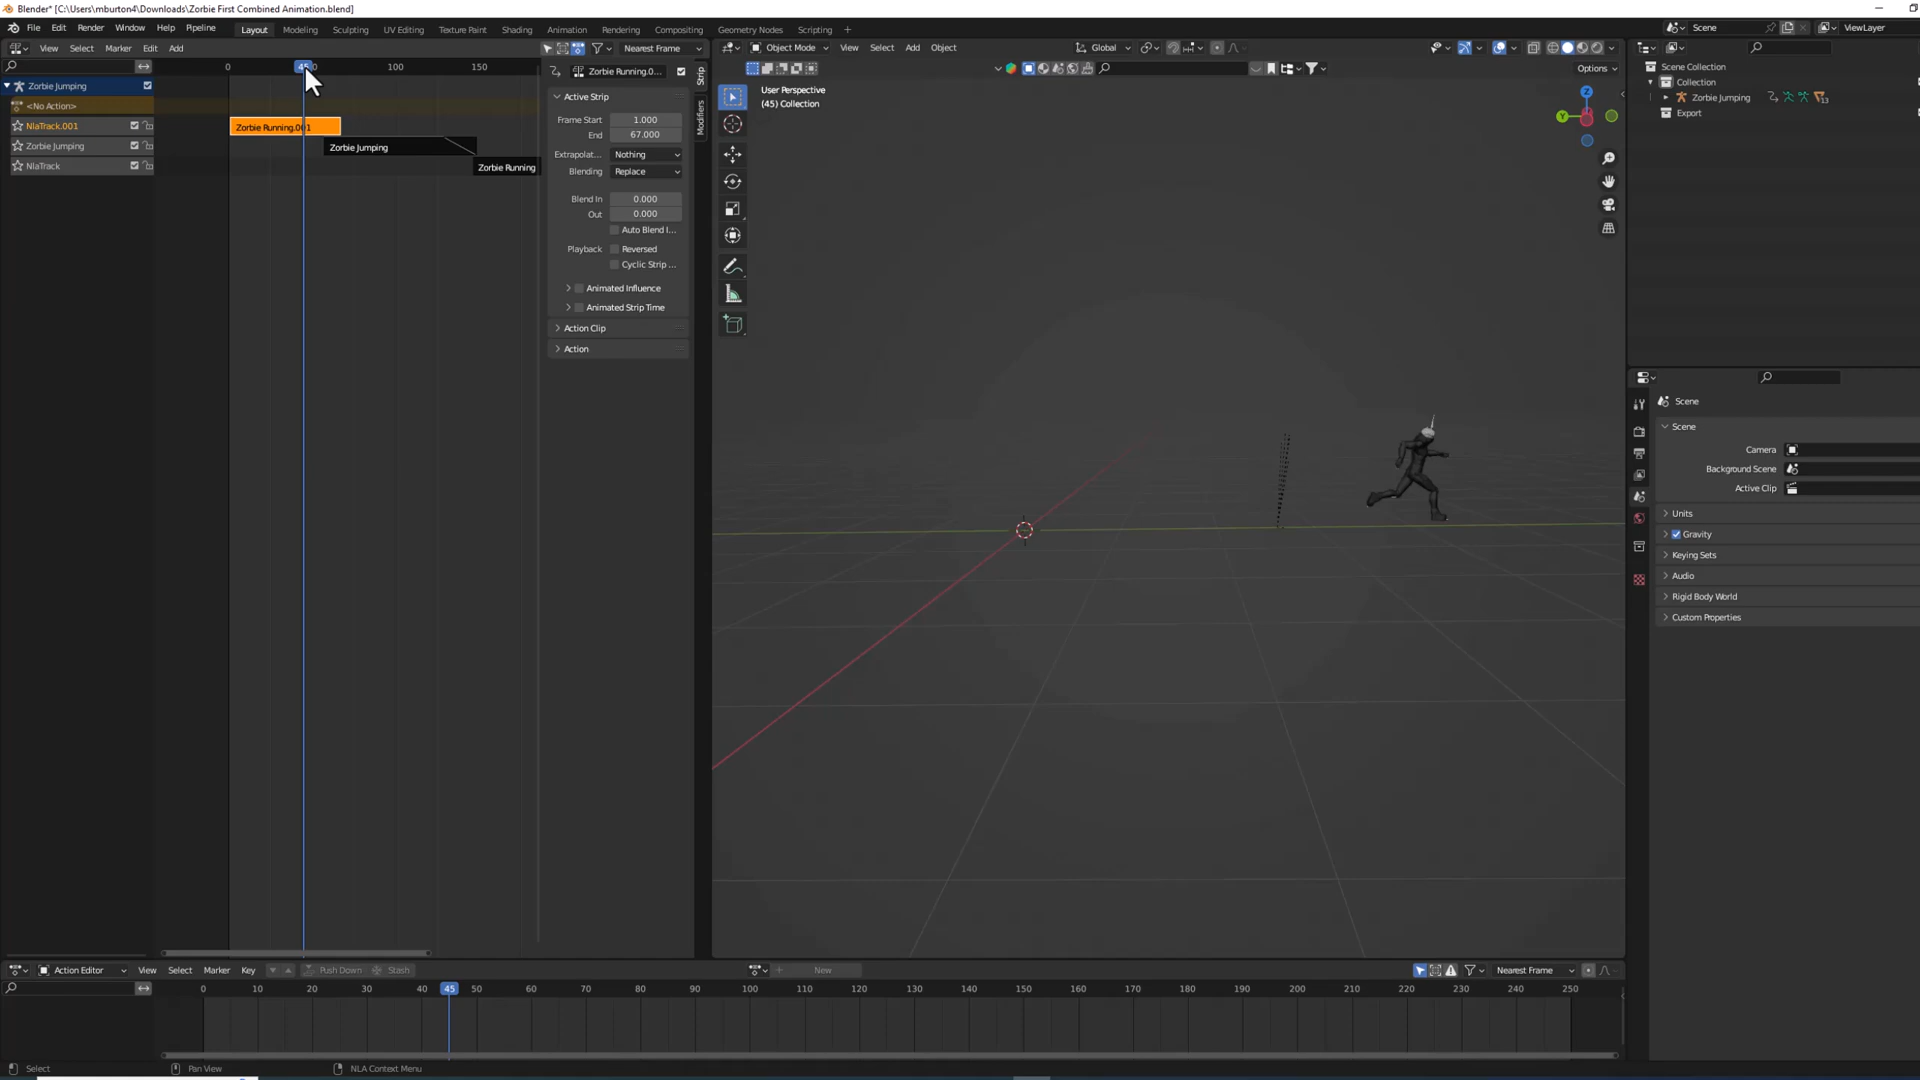 Blender* [C:\Users\mburton4\Downloads\Zorbie First Combined Animation.blend]
File Edit Render Window Help Pipeline Layout Modeling Sculpting UV Editing Texture Paint Shading Animation Rendering Compositing Geometry Nodes Scripting + Scene ViewLayer
View Select Marker Edit Add Nearest Frame Object Mode View Select Add Object Global
0 45 100 150 Zorbie Running.0... Options
Scene Collection
Collection
Zorbie Jumping 13
Export
Zorbie Jumping
<No Action>
NlaTrack.001 Zorbie Running.001
Zorbie Jumping Zorbie Jumping
NlaTrack Zorbie Running
Strip
Modifiers
Active Strip
Frame Start 1.000
End 67.000
Extrapolat... Nothing
Blending Replace
Blend In 0.000
Out 0.000
Auto Blend I...
Playback Reversed
Cyclic Strip ...
Animated Influence
Animated Strip Time
Action Clip
Action
User Perspective
(45) Collection
Z
Y
Scene
Scene
Camera
Background Scene
Active Clip
Units
Gravity
Keying Sets
Audio
Rigid Body World
Custom Properties
Action Editor View Select Marker Key Push Down Stash New Nearest Frame
0 10 20 30 45 50 60 70 80 90 100 110 120 130 140 150 160 170 180 190 200 210 220 230 240 250
Select Pan View NLA Context Menu